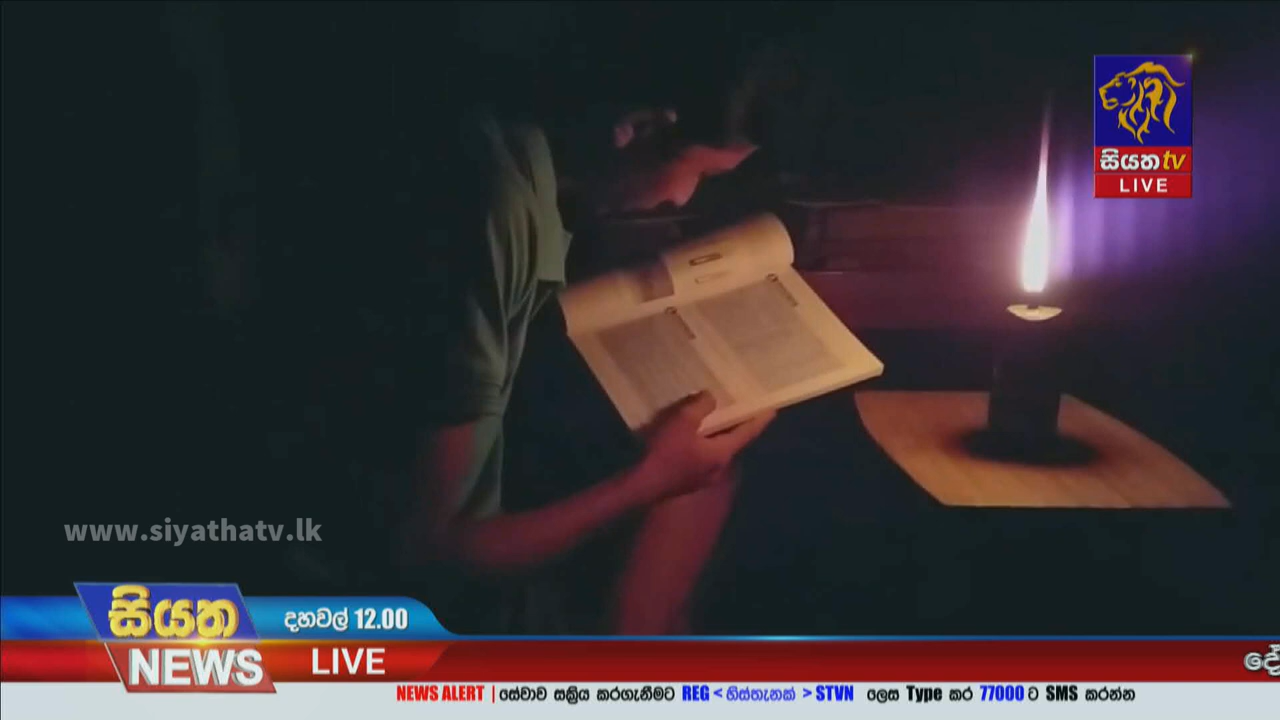 සියත tv
LIVE
www.siyathatv.lk
සියත
NEWS
දහවල් 12.00
LIVE
NEWS ALERT | සේවාව සක්‍රිය කරගැනීමට REG < හිස්තැනක් > STVN ලෙස Type කර 77000 ට SMS කරන්න